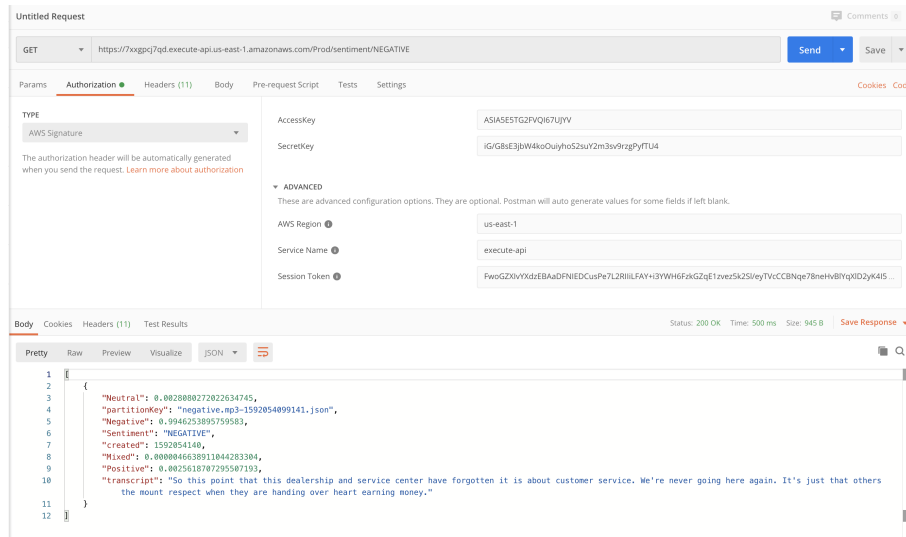 Untitled Request
Comments 0
GET https://7xxgpcj7qd.execute-api.us-east-1.amazonaws.com/Prod/sentiment/NEGATIVE Send Save
Params Authorization Headers (11) Body Pre-request Script Tests Settings Cookies Cod
TYPE
AWS Signature
The authorization header will be automatically generated
when you send the request. Learn more about authorization
AccessKey ASIA5E5TG2FVQI67UJYV
SecretKey iG/G8sE3jbW4koOuiyhoS2suY2m3sv9rzgPyfTU4
ADVANCED
These are advanced configuration options. They are optional. Postman will auto generate values for some fields if left blank.
AWS Region us-east-1
Service Name execute-api
Session Token FwoGZXIvYXdzEBAaDFNIEDCusPe7L2RIIiLFAY+i3YWH6FzkGZqE1zvez5k2Sl/eyTVcCCBNqe78neHvBlYqXlD2yK4I5 ...
Body Cookies Headers (11) Test Results Status: 200 OK Time: 500 ms Size: 945 B Save Response
Pretty Raw Preview Visualize JSON
1 [
2 {
3 "Neutral": 0.0028080272022634745,
4 "partitionKey": "negative.mp3-1592054099141.json",
5 "Negative": 0.9946253895759583,
6 "Sentiment": "NEGATIVE",
7 "created": 1592054140,
8 "Mixed": 0.0000046638911044283304,
9 "Positive": 0.0025618707295507193,
10 "transcript": "So this point that this dealership and service center have forgotten it is about customer service. We're never going here again. It's just that others
the mount respect when they are handing over heart earning money."
11 }
12 ]